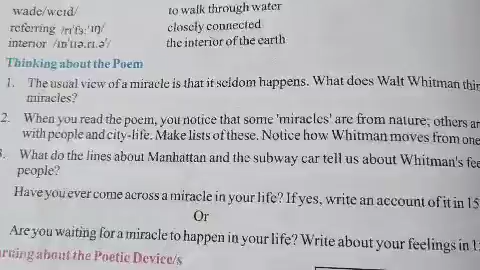 wade/weɪd/ to walk through water
referring /rɪˈfɜːˈɪŋ/ closely connected
interior /ɪnˈtɪə.rɪ.əʳ/ the interior of the earth
Thinking about the Poem
1. The usual view of a miracle is that it seldom happens. What does Walt Whitman
miracles?
2. When you read the poem, you notice that some 'miracles' are from nature; others
with people and city-life. Make lists of these. Notice how Whitman moves from one
What do the lines about Manhattan and the subway car tell us about Whitman's
people?
Have you ever come across a miracle in your life? If yes, write an account of it in 15
Or
Are you waiting for a miracle to happen in your life? Write about your feelings in
about the Poetic Device/s